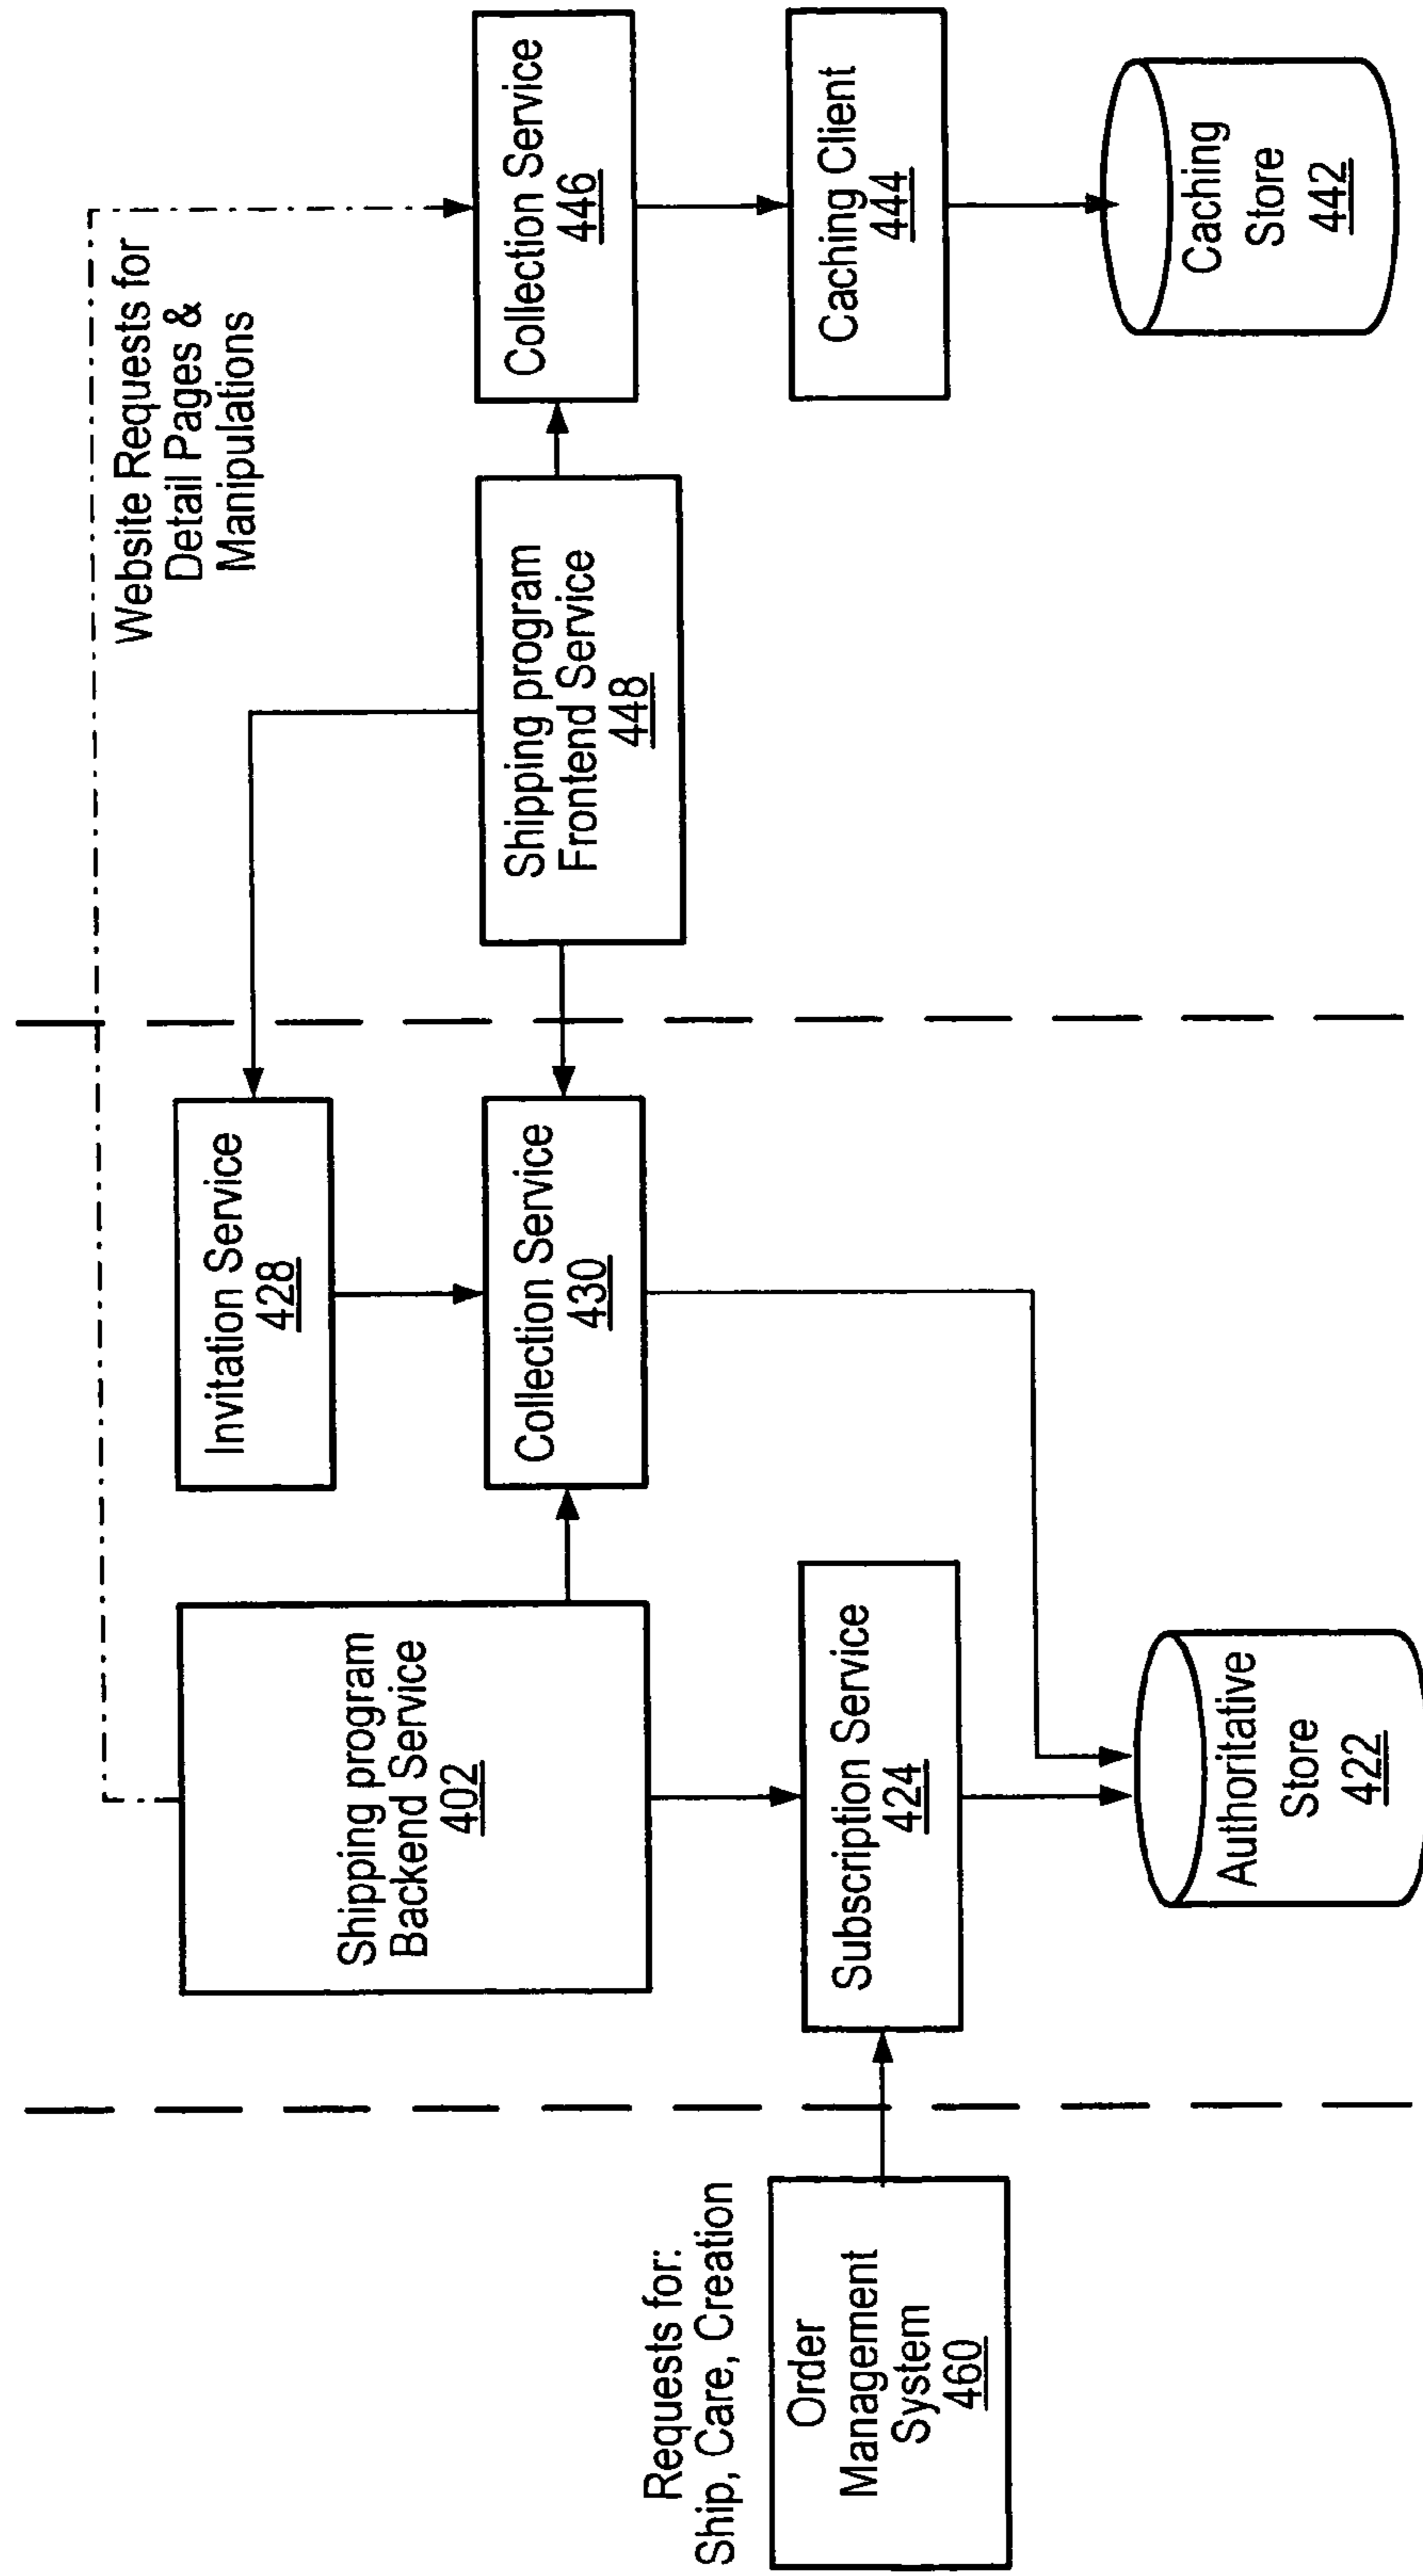 Website Requests for
Detail Pages &
Manipulations
Invitation Service
428
Shipping program
Backend Service
402
Collection Service
430
Shipping program
Frontend Service
448
Collection Service
446
Requests for:
Ship, Care, Creation
Order
Management
System
460
Subscription Service
424
Caching Client
444
Authoritative
Store
422
Caching
Store
442